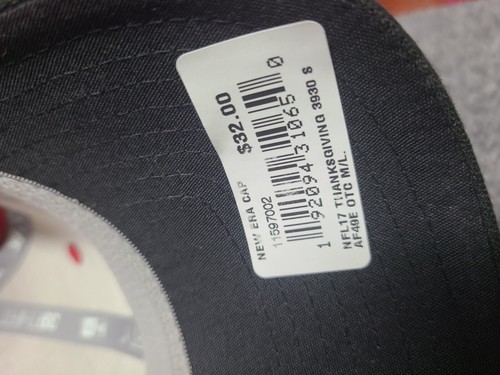 NEW ERA CAP $32.00
11597002
1 92094 31065 0
NFL17 THANKSGIVING 3930 S
AF49E OTC M/L.